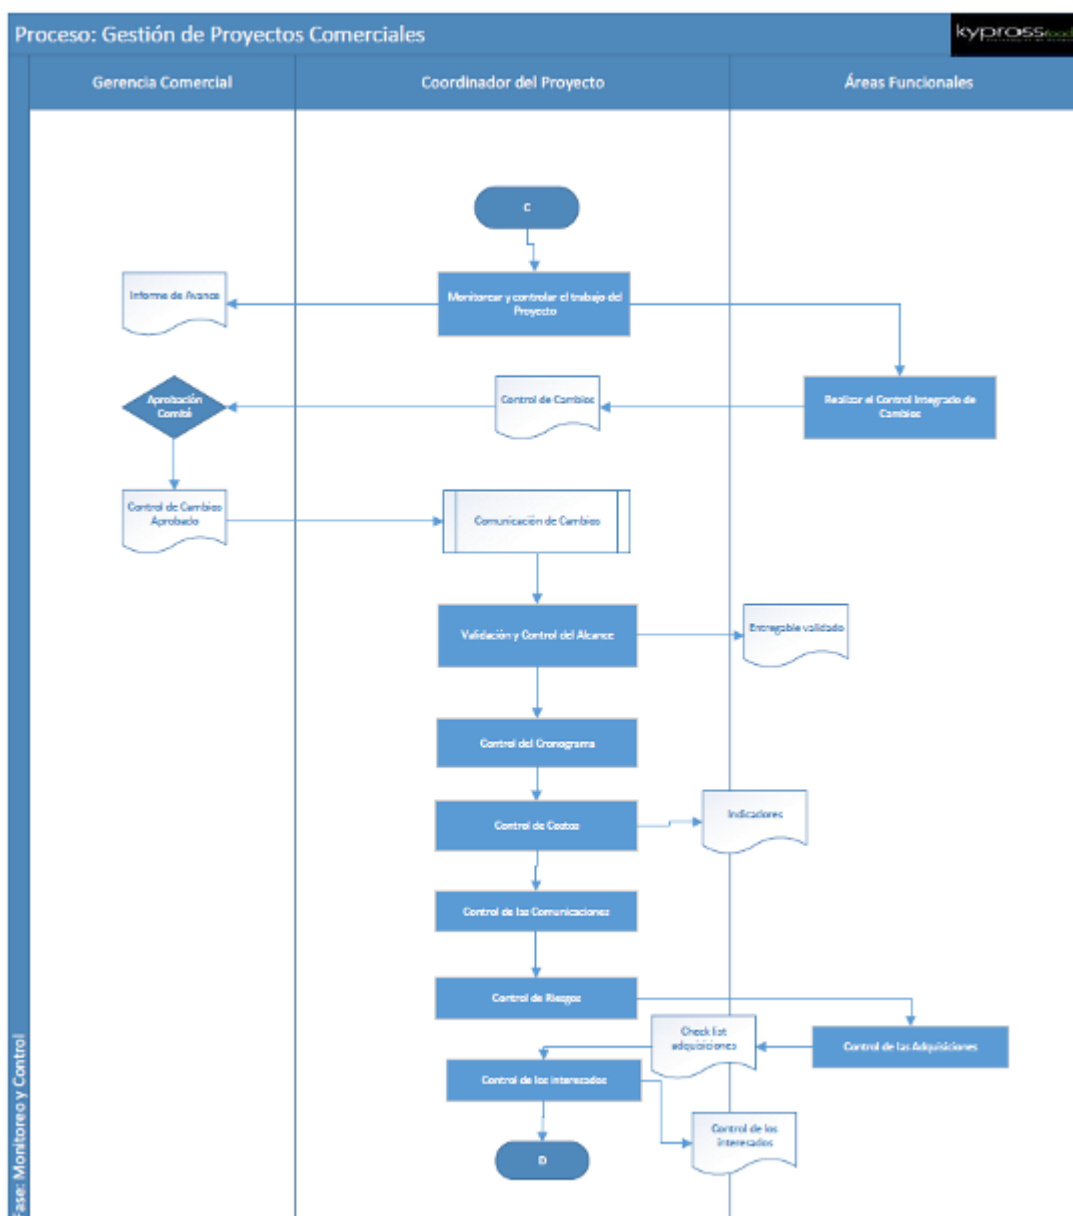 Proceso: Gestión de Proyectos Comerciales
kyprossfood
Gerencia Comercial
Coordinador del Proyecto
Áreas Funcionales
C
Informe de Avance
Monitorear y controlar el trabajo del
Proyecto
Aprobación
Comité
Control de Cambios
Realizar el Control Integrado de
Cambios
Control de Cambios
Aprobado
Comunicación de Cambios
Validación y Control del Alcance
Entregable validado
Control del Cronograma
Control de Costos
Indicadores
Control de las Comunicaciones
Control de Riesgos
Check list
adquisiciones
Control de las Adquisiciones
Control de los interesados
Control de los
interesados
D
Fase: Monitoreo y Control